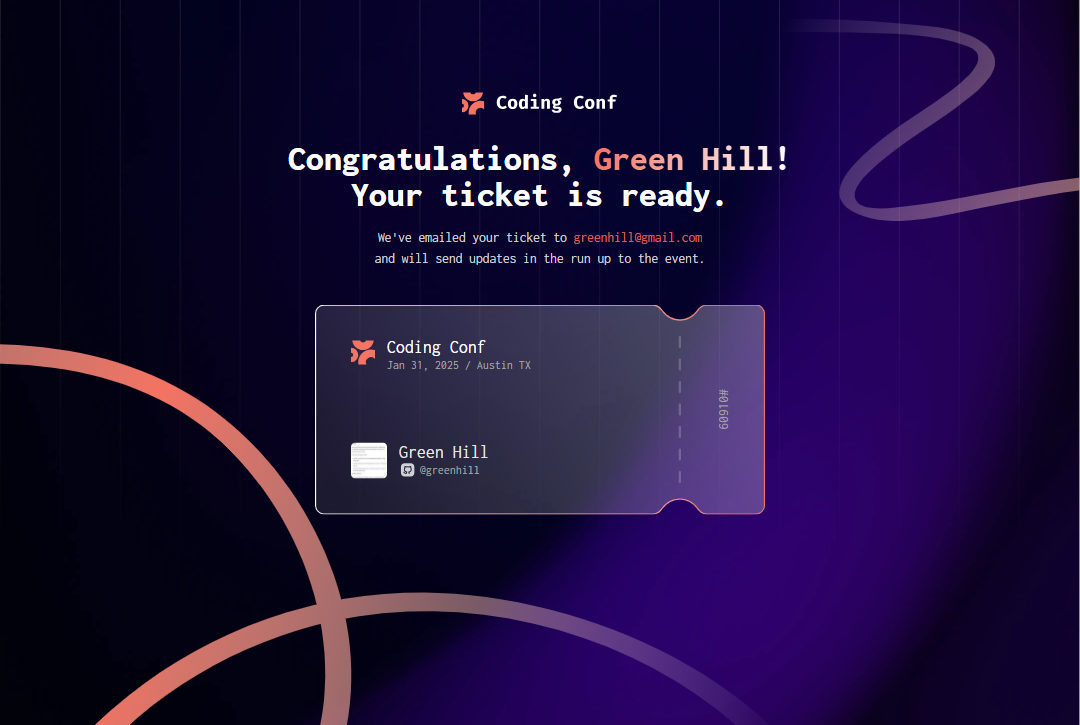 Coding Conf
Congratulations, Green Hill!
Your ticket is ready.
We've emailed your ticket to greenhill@gmail.com
and will send updates in the run up to the event.
Coding Conf
Jan 31, 2025 / Austin TX
60910#
Green Hill
@greenhill